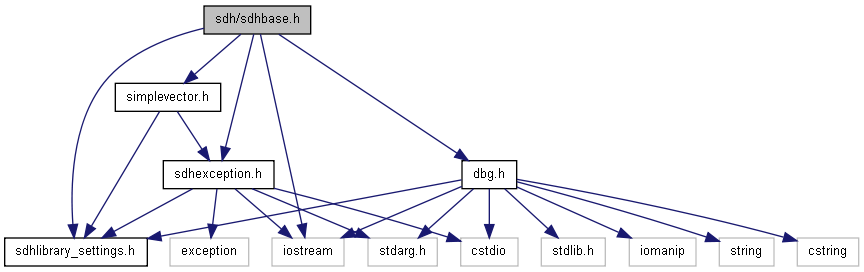 sdh/sdhbase.h
simplevector.h
sdhexception.h
dbg.h
sdhlibrary_settings.h
exception
iostream
stdarg.h
cstdio
stdlib.h
iomanip
string
cstring